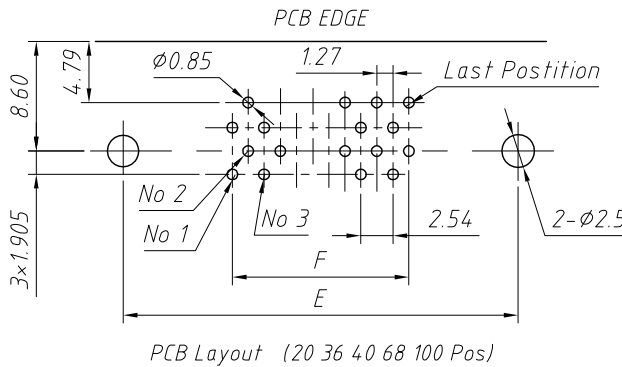 PCB EDGE
8.60
4.79
Ø0.85
1.27
Last Postition
No 2
No 1
No 3
3×1.905
2.54
2-Ø2.5
F
E
PCB Layout (20 36 40 68 100 Pos)